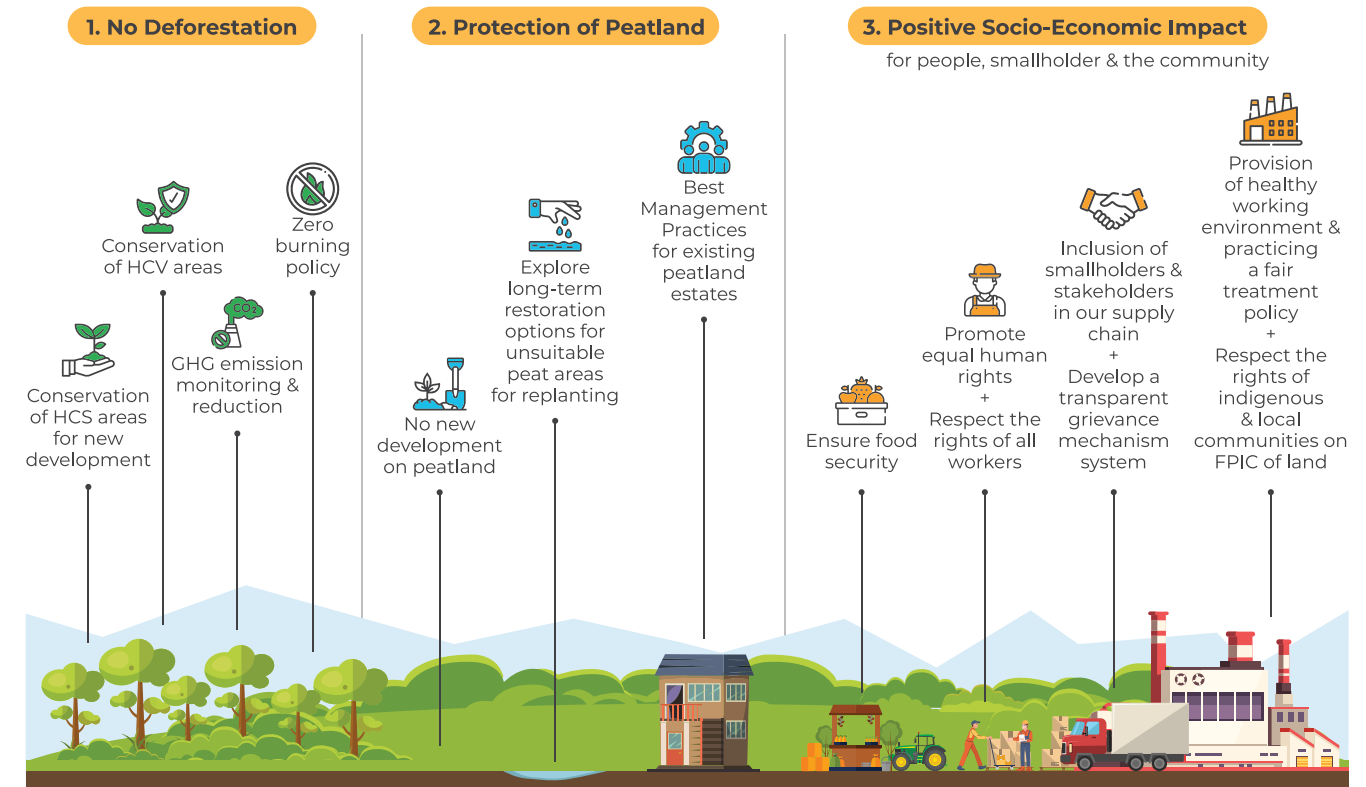 1. No Deforestation
Conservation
of HCS areas
for new
development
Conservation
of HCV areas
CO₂
GHG emission
monitoring &
reduction
Zero
burning
policy
2. Protection of Peatland
No new
development
on peatland
Explore
long-term
restoration
options for
unsuitable
peat areas
for replanting
Best
Management
Practices
for existing
peatland
estates
3. Positive Socio-Economic Impact
for people, smallholder & the community
Ensure food
security
Promote
equal human
rights
+
Respect the
rights of all
workers
Inclusion of
smallholders &
stakeholders
in our supply
chain
+
Develop a
transparent
grievance
mechanism
system
Provision
of healthy
working
environment &
practicing
a fair
treatment
policy
+
Respect the
rights of
indigenous
& local
communities on
FPIC of land